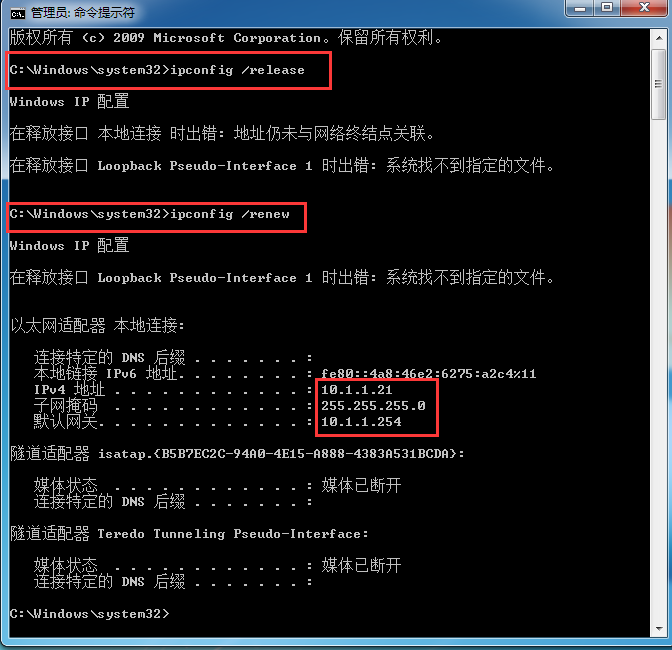 管理员: 命令提示符
版权所有 (c) 2009 Microsoft Corporation。保留所有权利。
C:\Windows\system32>ipconfig /release
Windows IP 配置
在释放接口 本地连接 时出错: 地址仍未与网络终结点关联。
在释放接口 Loopback Pseudo-Interface 1 时出错: 系统找不到指定的文件。
C:\Windows\system32>ipconfig /renew
Windows IP 配置
在释放接口 Loopback Pseudo-Interface 1 时出错: 系统找不到指定的文件。
以太网适配器 本地连接:
连接特定的 DNS 后缀 . . . . . . . :
本地链接 IPv6 地址. . . . . . . . : fe80::4a8:46e2:6275:a2c4%11
IPv4 地址 . . . . . . . . . . . . : 10.1.1.21
子网掩码 . . . . . . . . . . . . : 255.255.255.0
默认网关. . . . . . . . . . . . . : 10.1.1.254
隧道适配器 isatap.{B5B7EC2C-94A0-4E15-A888-4383A531BCDA}:
媒体状态 . . . . . . . . . . . . : 媒体已断开
连接特定的 DNS 后缀 . . . . . . . :
隧道适配器 Teredo Tunneling Pseudo-Interface:
媒体状态 . . . . . . . . . . . . : 媒体已断开
连接特定的 DNS 后缀 . . . . . . . :
C:\Windows\system32>